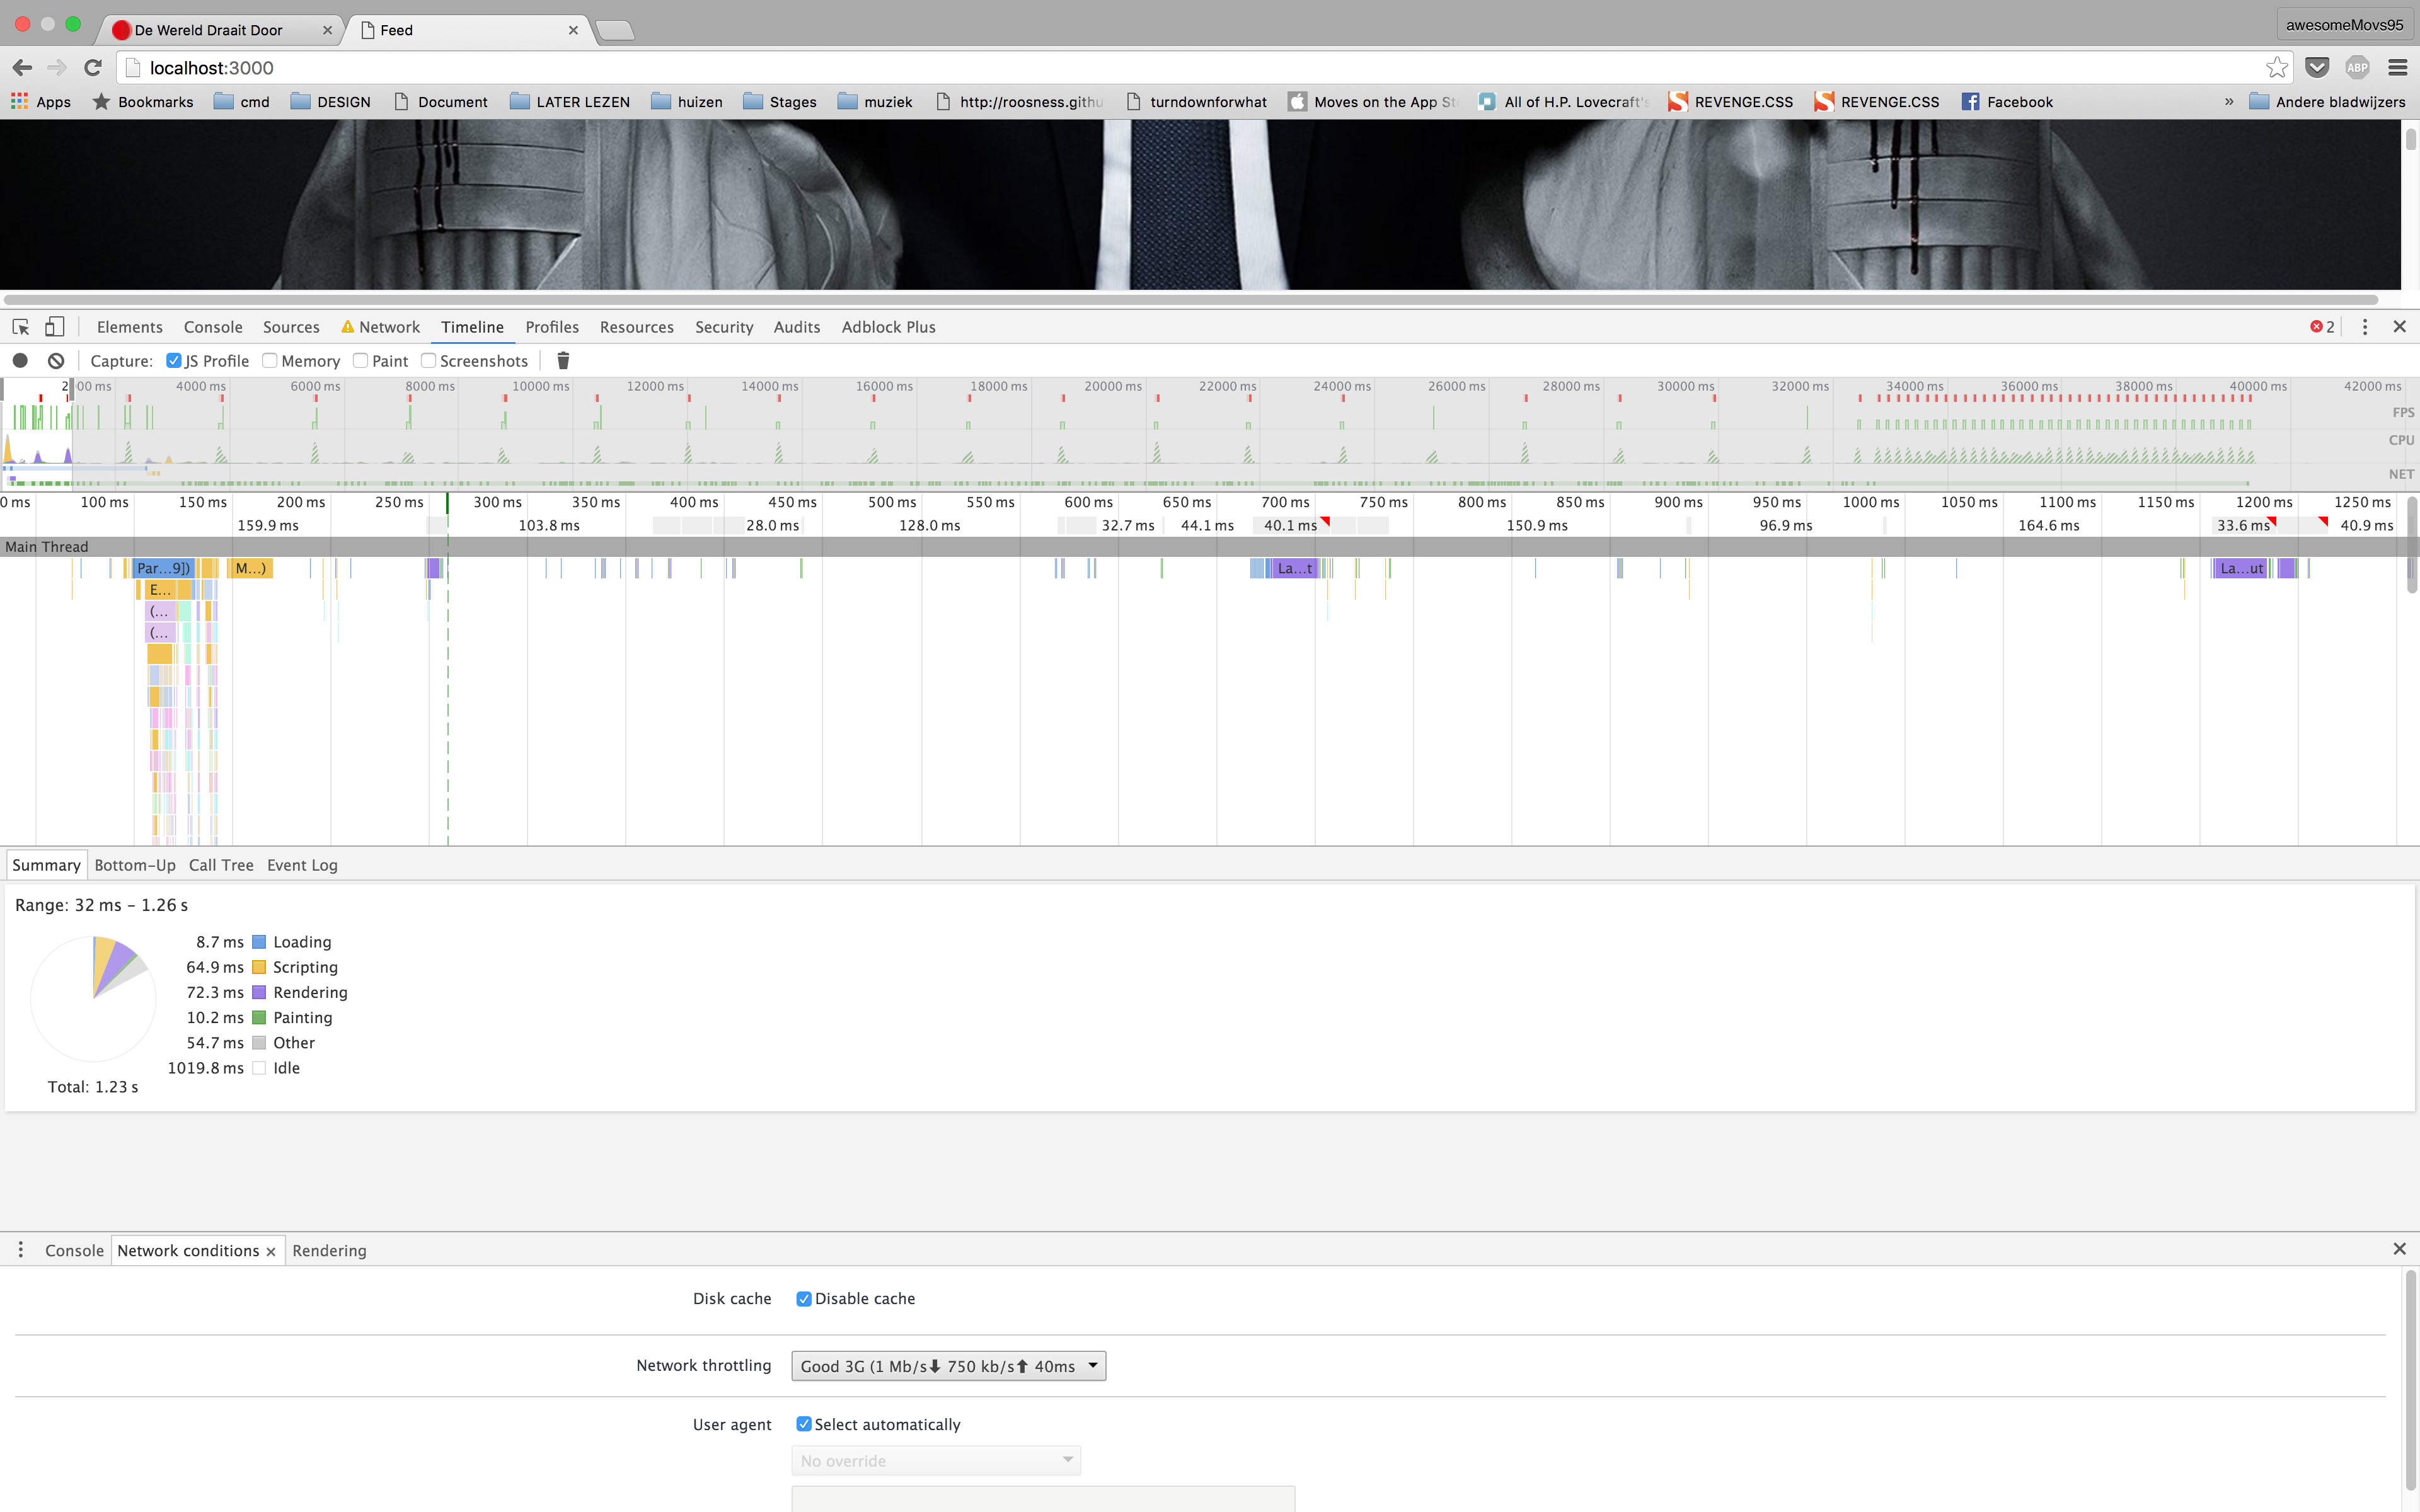 De Wereld Draait Door
Feed
awesomeMovs95
localhost:3000
ABP
Apps Bookmarks cmd DESIGN Document LATER LEZEN huizen Stages muziek http://roosness.githu turndownforwhat Moves on the App St All of H.P. Lovecraft's REVENGE.CSS REVENGE.CSS Facebook » Andere bladwijzers
Elements Console Sources Network Timeline Profiles Resources Security Audits Adblock Plus 2
Capture: JS Profile Memory Paint Screenshots
2 00 ms 4000 ms 6000 ms 8000 ms 10000 ms 12000 ms 14000 ms 16000 ms 18000 ms 20000 ms 22000 ms 24000 ms 26000 ms 28000 ms 30000 ms 32000 ms 34000 ms 36000 ms 38000 ms 40000 ms 42000 ms
FPS
CPU
NET
0 ms 100 ms 150 ms 200 ms 250 ms 300 ms 350 ms 400 ms 450 ms 500 ms 550 ms 600 ms 650 ms 700 ms 750 ms 800 ms 850 ms 900 ms 950 ms 1000 ms 1050 ms 1100 ms 1150 ms 1200 ms 1250 ms
159.9 ms 103.8 ms 28.0 ms 128.0 ms 32.7 ms 44.1 ms 40.1 ms 150.9 ms 96.9 ms 164.6 ms 33.6 ms 40.9 ms
Main Thread
Par...9]) M...) La...t La...ut
E...
(...
(...
Summary Bottom-Up Call Tree Event Log
Range: 32 ms – 1.26 s
8.7 ms Loading
64.9 ms Scripting
72.3 ms Rendering
10.2 ms Painting
54.7 ms Other
1019.8 ms Idle
Total: 1.23 s
Console Network conditions Rendering
Disk cache Disable cache
Network throttling Good 3G (1 Mb/s⬇ 750 kb/s⬆ 40ms
User agent Select automatically
No override